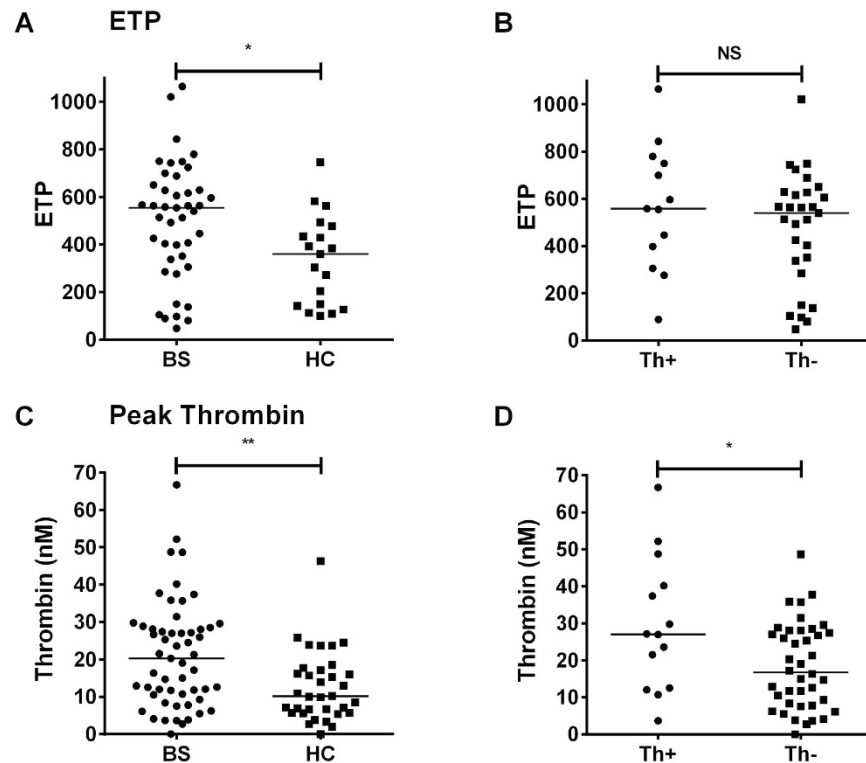 A ETP
*
1000
800
600
400
200
0
ETP
BS HC
B
NS
1000
800
600
400
200
0
ETP
Th+ Th-
C Peak Thrombin
**
70
60
50
40
30
20
10
0
Thrombin (nM)
BS HC
D
*
70
60
50
40
30
20
10
0
Thrombin (nM)
Th+ Th-